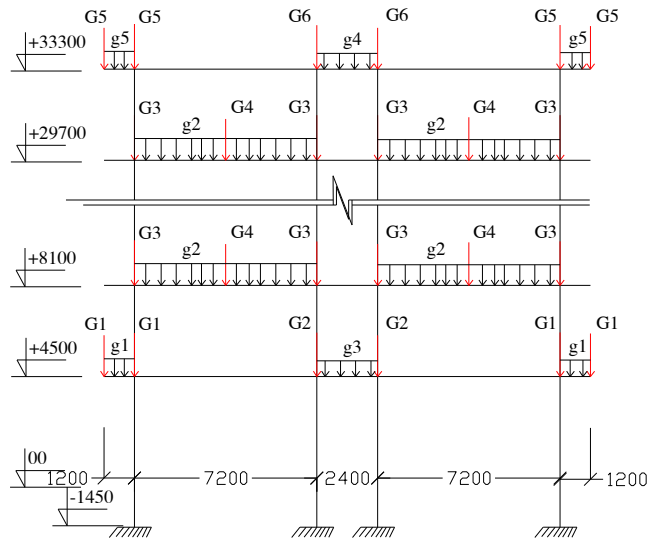 G5 G5 G6 G6 G5 G5
+33300 g5 g4 g5
G3 G4 G3 G3 G4 G3
+29700 g2 g2
G3 G4 G3 G3 G4 G3
+8100 g2 g2
G1 G1 G2 G2 G1 G1
+4500 g1 g3 g1
00
1200 7200 2400 7200 1200
-1450